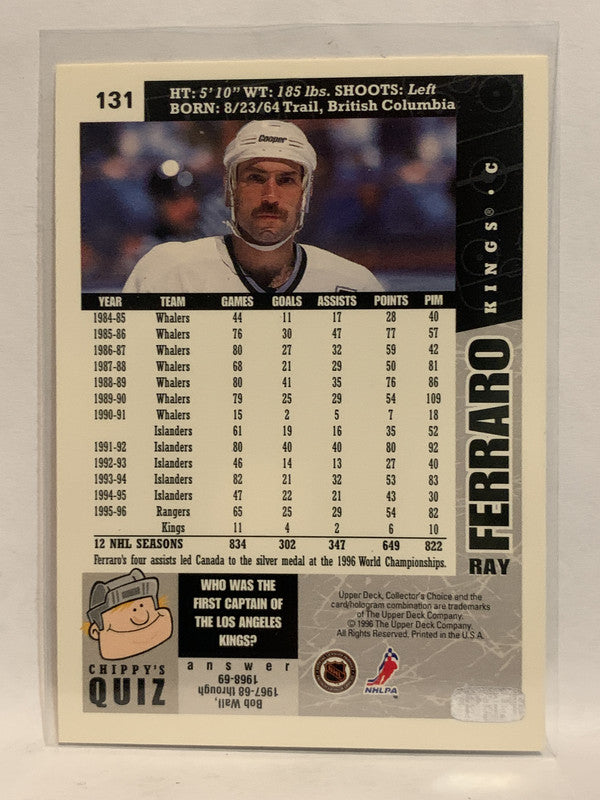 131
HT: 5' 10" WT: 185 lbs. SHOOTS: Left
BORN: 8/23/64 Trail, British Columbia
Cooper
KINGS® • C
RAY FERRARO
YEAR TEAM GAMES GOALS ASSISTS POINTS PIM
1984-85 Whalers 44 11 17 28 40
1985-86 Whalers 76 30 47 77 57
1986-87 Whalers 80 27 32 59 42
1987-88 Whalers 68 21 29 50 81
1988-89 Whalers 80 41 35 76 86
1989-90 Whalers 79 25 29 54 109
1990-91 Whalers 15 2 5 7 18
Islanders 61 19 16 35 52
1991-92 Islanders 80 40 40 80 92
1992-93 Islanders 46 14 13 27 40
1993-94 Islanders 82 21 32 53 83
1994-95 Islanders 47 22 21 43 30
1995-96 Rangers 65 25 29 54 82
Kings 11 4 2 6 10
12 NHL SEASONS 834 302 347 649 822
Ferraro's four assists led Canada to the silver medal at the 1996 World Championships.
CHIPPY'S
QUIZ
WHO WAS THE
FIRST CAPTAIN OF
THE LOS ANGELES
KINGS?
answer
Bob Wall,
1967-68 through
1968-69
Upper Deck, Collector's Choice and the
card/hologram combination are trademarks
of The Upper Deck Company.
© 1996 The Upper Deck Company.
All Rights Reserved. Printed in the U.S.A.
NHL
NHLPA